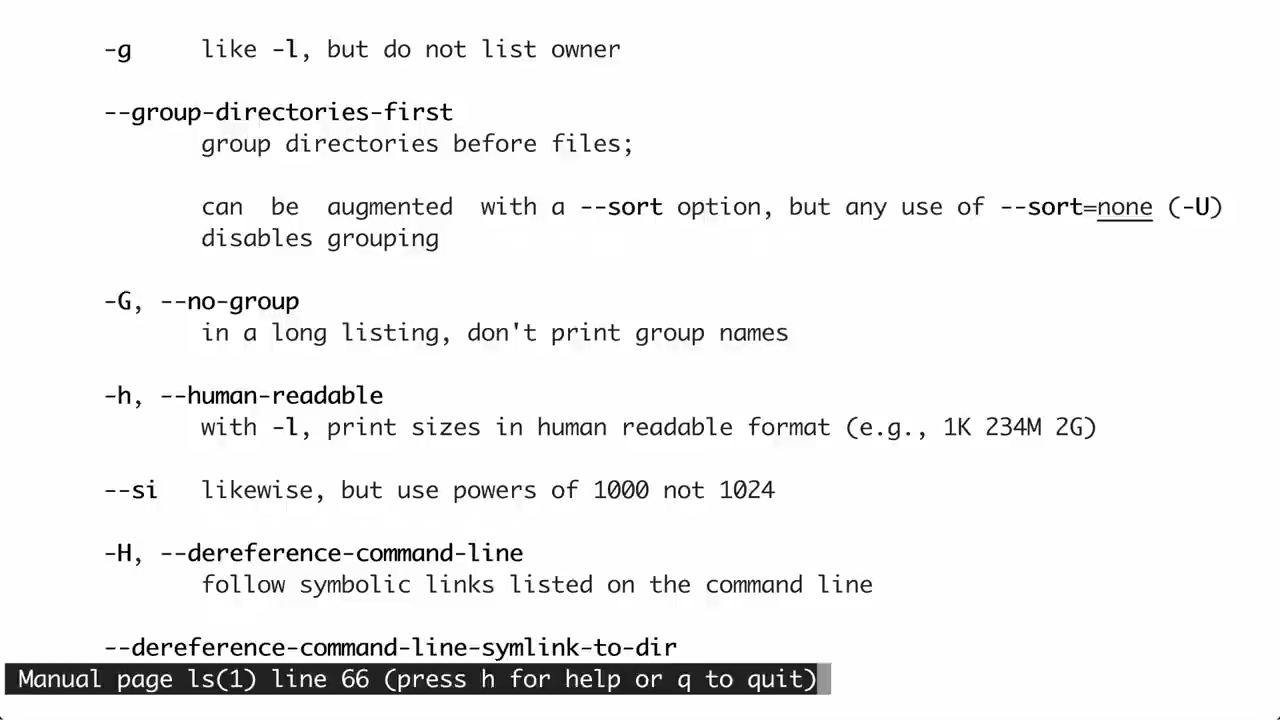 -g     like -l, but do not list owner
--group-directories-first
group directories before files;
can  be  augmented  with a --sort option, but any use of --sort=none (-U)
disables grouping
-G, --no-group
in a long listing, don't print group names
-h, --human-readable
with -l, print sizes in human readable format (e.g., 1K 234M 2G)
--si   likewise, but use powers of 1000 not 1024
-H, --dereference-command-line
follow symbolic links listed on the command line
--dereference-command-line-symlink-to-dir
Manual page ls(1) line 66 (press h for help or q to quit)